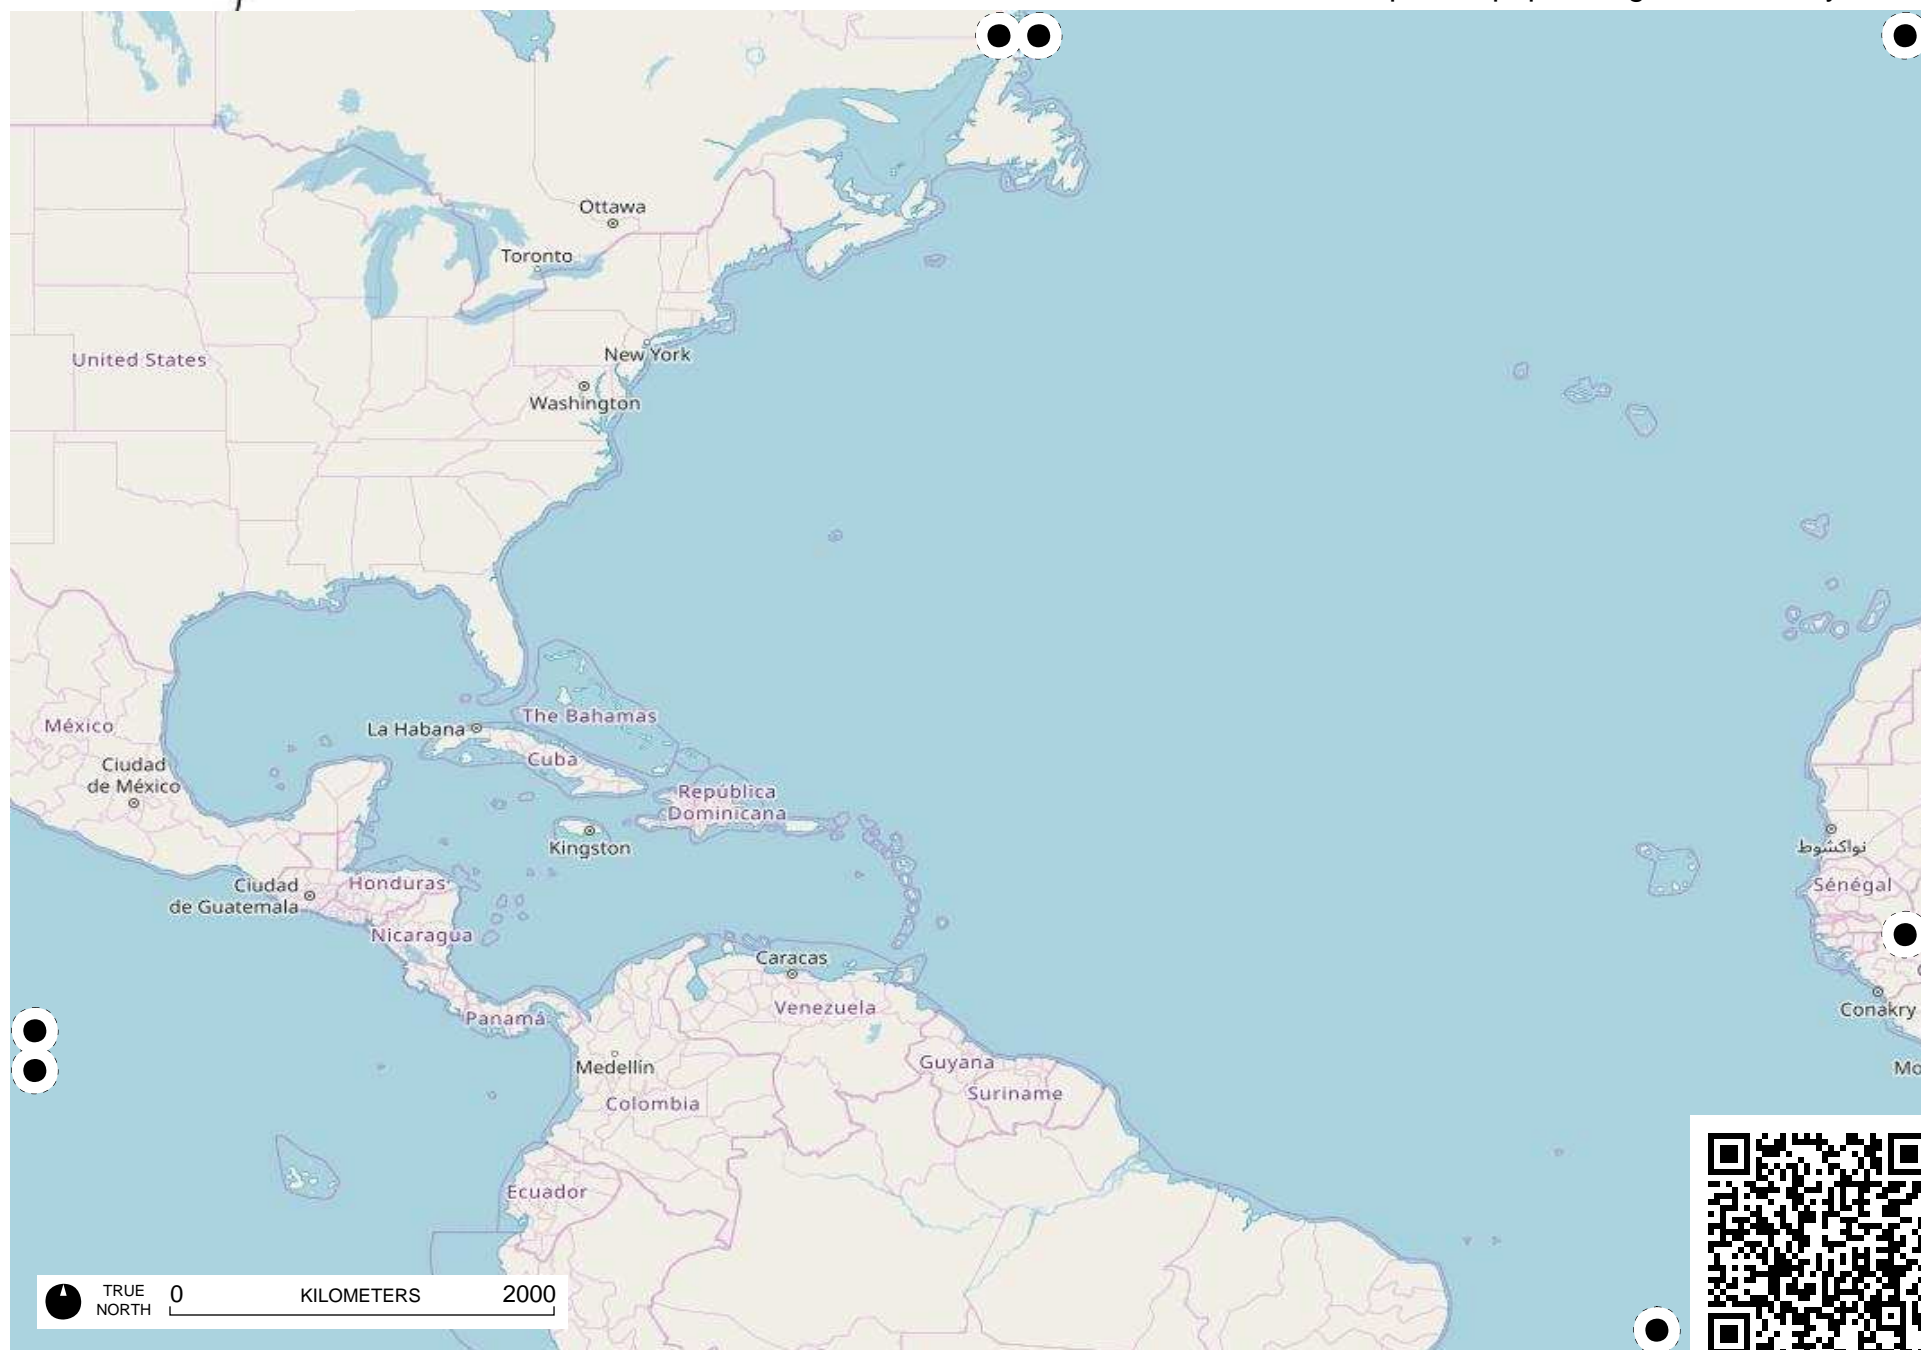 Ottawa
Toronto
New York
United States
Washington
The Bahamas
La Habana
México
Cuba
Ciudad
de México
República
Dominicana
Kingston
نواكشوط
Ciudad
de Guatemala
Honduras
Sénégal
Nicaragua
Caracas
Venezuela
Conakry
Panamá
Medellín
Guyana
Mo
Suriname
Colombia
Ecuador
TRUE
NORTH
0 KILOMETERS 2000